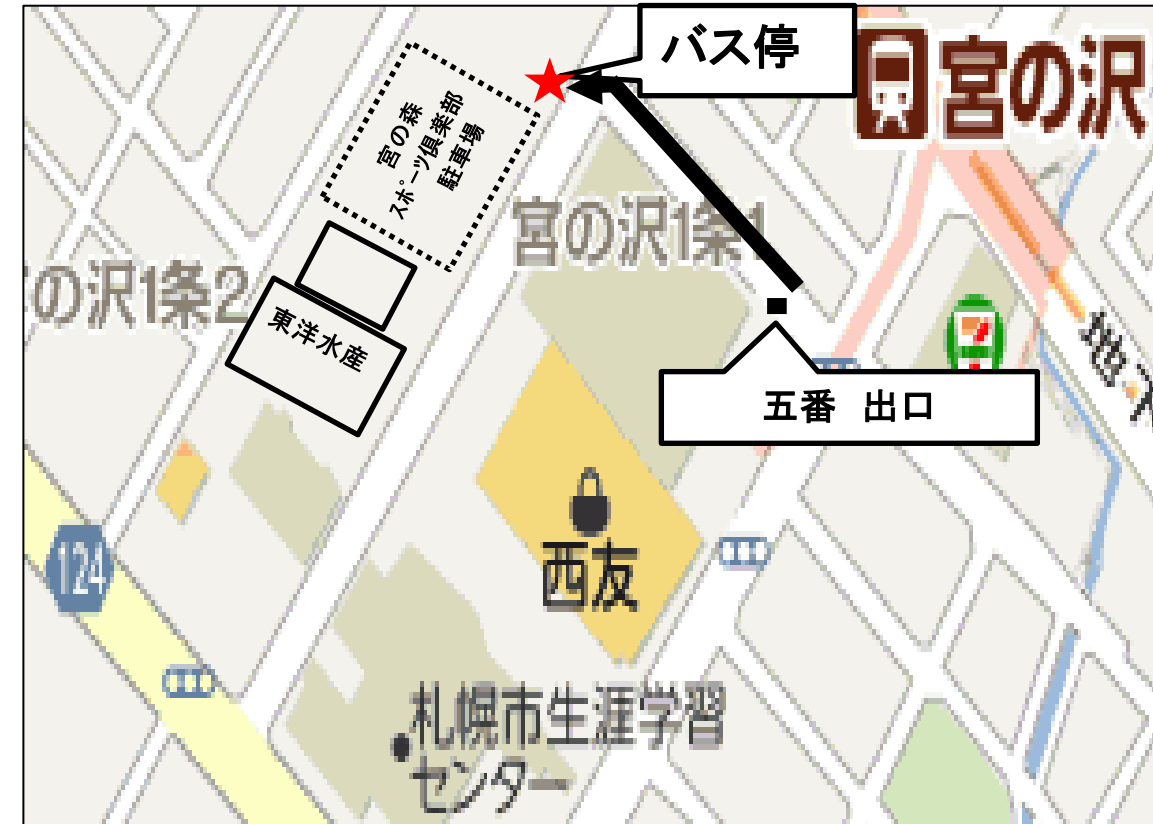 バス停
宮の沢
宮の森
スポーツ倶楽部
駐車場
宮の沢1条1
の沢1条2
東洋水産
地下
五番 出口
西友
124
札幌市生涯学習
センター